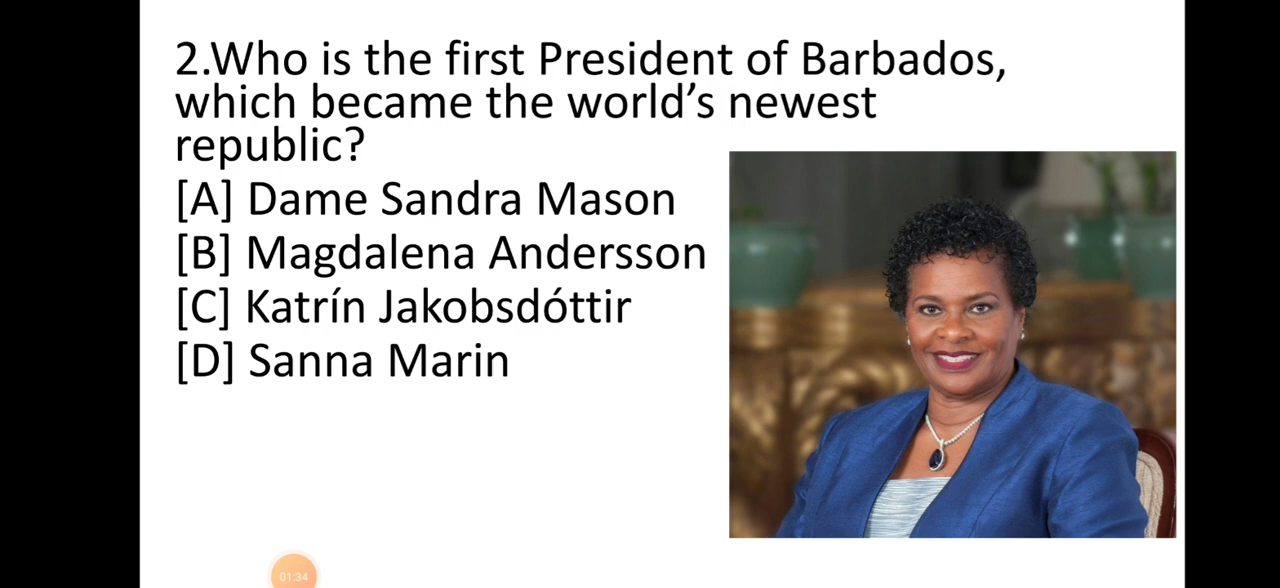 2.Who is the first President of Barbados,
which became the world’s newest
republic?
[A] Dame Sandra Mason
[B] Magdalena Andersson
[C] Katrín Jakobsdóttir
[D] Sanna Marin
01:34